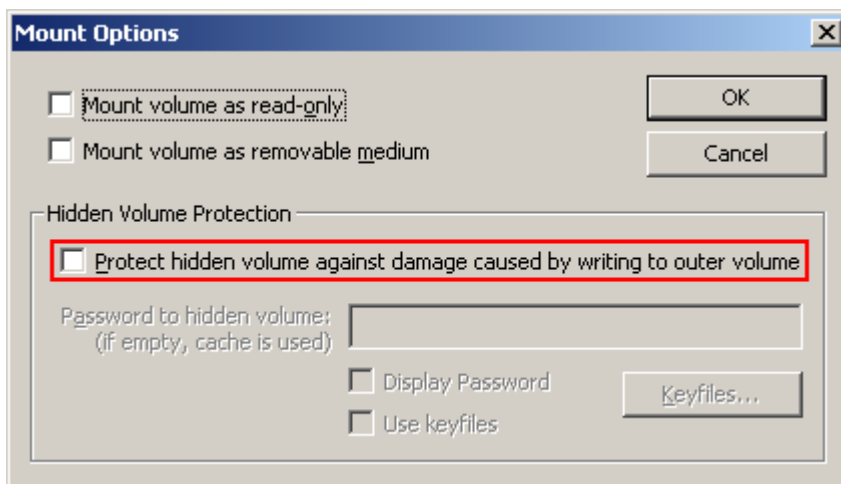 Mount Options
Mount volume as read-only
OK
Mount volume as removable medium
Cancel
Hidden Volume Protection
Protect hidden volume against damage caused by writing to outer volume
Password to hidden volume:
(if empty, cache is used)
Display Password
Keyfiles...
Use keyfiles